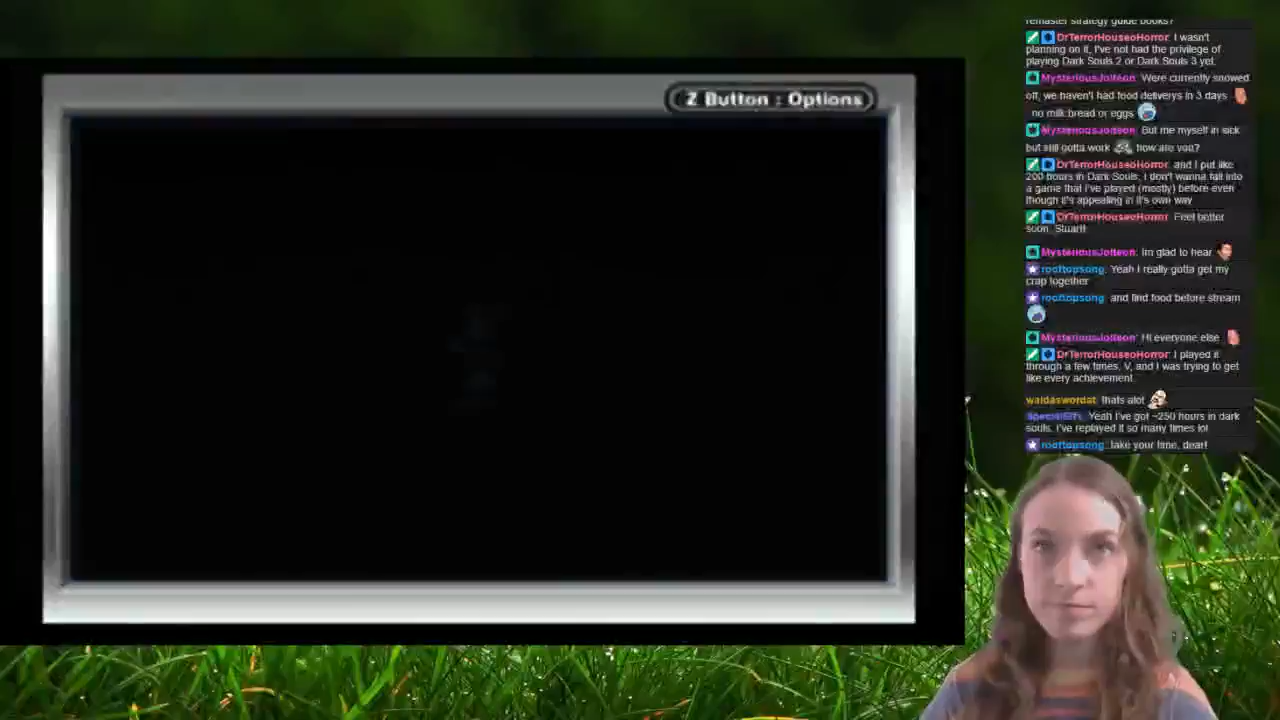 Z Button : Options
remaster strategy guide books?
DrTerrorHouseoHorror: I wasn't
planning on it, I've not had the privilege of
playing Dark Souls 2 or Dark Souls 3 yet.
MysteriousJolteon: Were currently snowed
off, we haven't had food deliverys in 3 days
no milk bread or eggs
MysteriousJolteon: But me myself im sick
but still gotta work how are you?
DrTerrorHouseoHorror: and I put like
200 hours in Dark Souls, I don't wanna fall into
a game that I've played (mostly) before even
though it's appealing in it's own way
DrTerrorHouseoHorror: Feel better
soon, Stuart!
MysteriousJolteon: Im glad to hear
rooftopsong: Yeah I really gotta get my
crap together
rooftopsong: and find food before stream
MysteriousJolteon: Hi everyone else
DrTerrorHouseoHorror: I played it
through a few times, V, and I was trying to get
like every achievement
waldaswordat: thats alot
Yeah I've got ~250 hours in dark
souls. I've replayed it so many times lol
rooftopsong: take your time, dear!